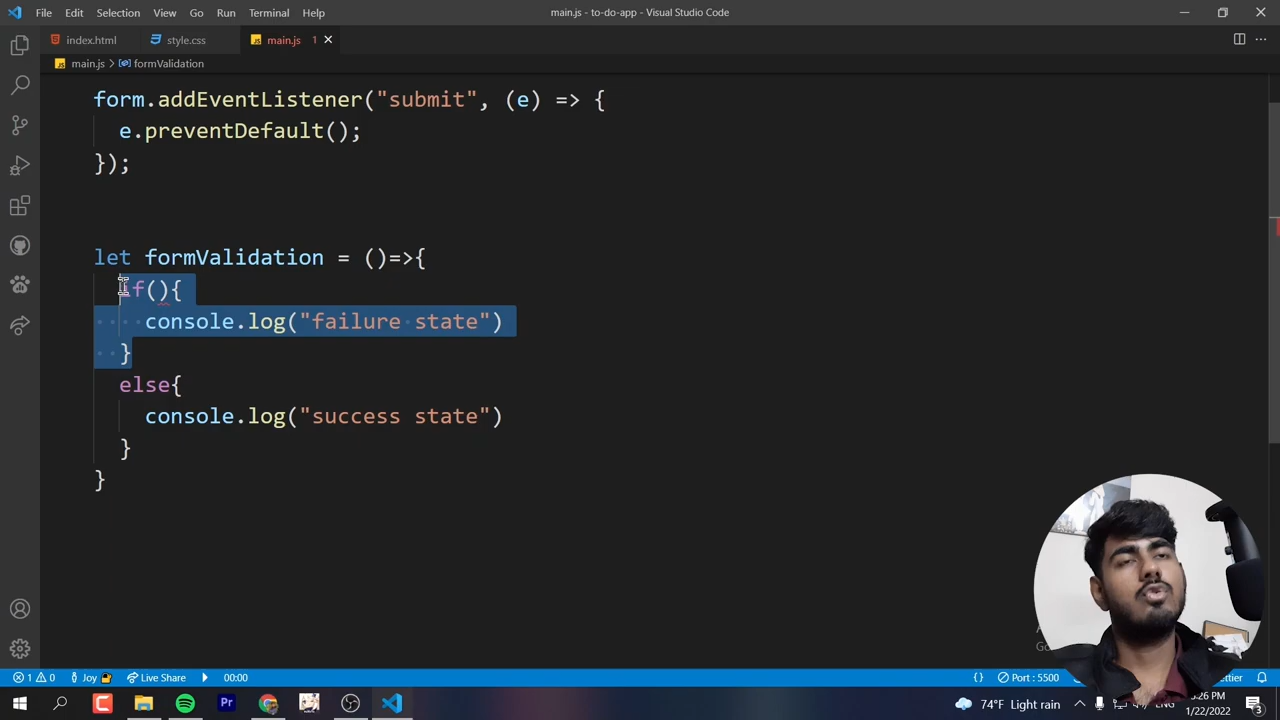 File Edit Selection View Go Run Terminal Help
main.js - to-do-app - Visual Studio Code
index.html
style.css
main.js 1
main.js > formValidation
form.addEventListener("submit", (e) => {
e.preventDefault();
});
let formValidation = ()=>{
if(){
console.log("failure state")
}
else{
console.log("success state")
}
}
1 0 Joy Live Share 00:00
{} Port : 5500
74°F Light rain
ENG
1/22/2022
3